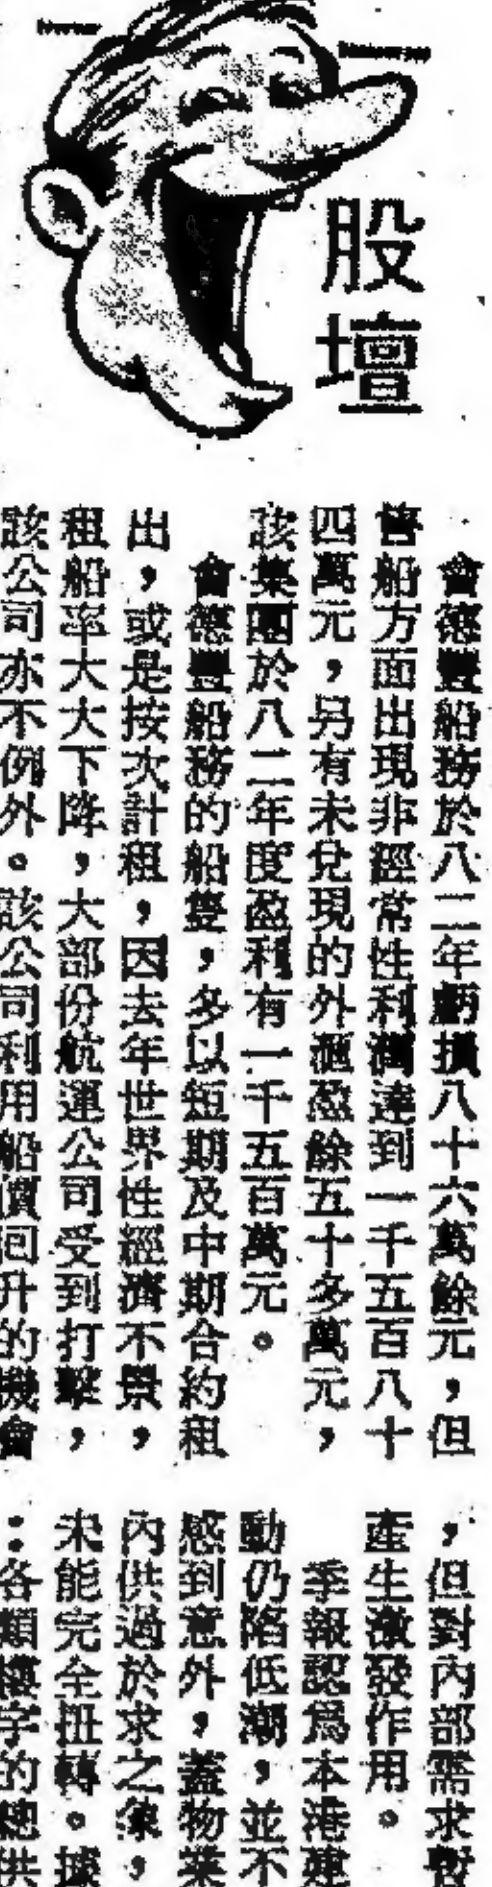 股壇
會德豐船務於八二年虧損八十六萬餘元，但
售船方面出現非經常性利潤達到一千五百八十
四萬元，另有未兌現的外滙盈餘五十多萬元，
該集團於八二年度盈利有一千五百萬元。
會德豐船務的船隻，多以短期及中期合約租
出，或是按次計租，因去年世界性經濟不景，
租船率大大下降，大部份航運公司受到打擊，
該公司亦不例外。該公司利用船價回升的機會
，但對內部需求暫
產生激發作用。
季報認爲本港建
動仍陷低潮，並不
感到意外，蓋物業
內供過於求之象，
未能完全扭轉。據
：各類樓宇的總供